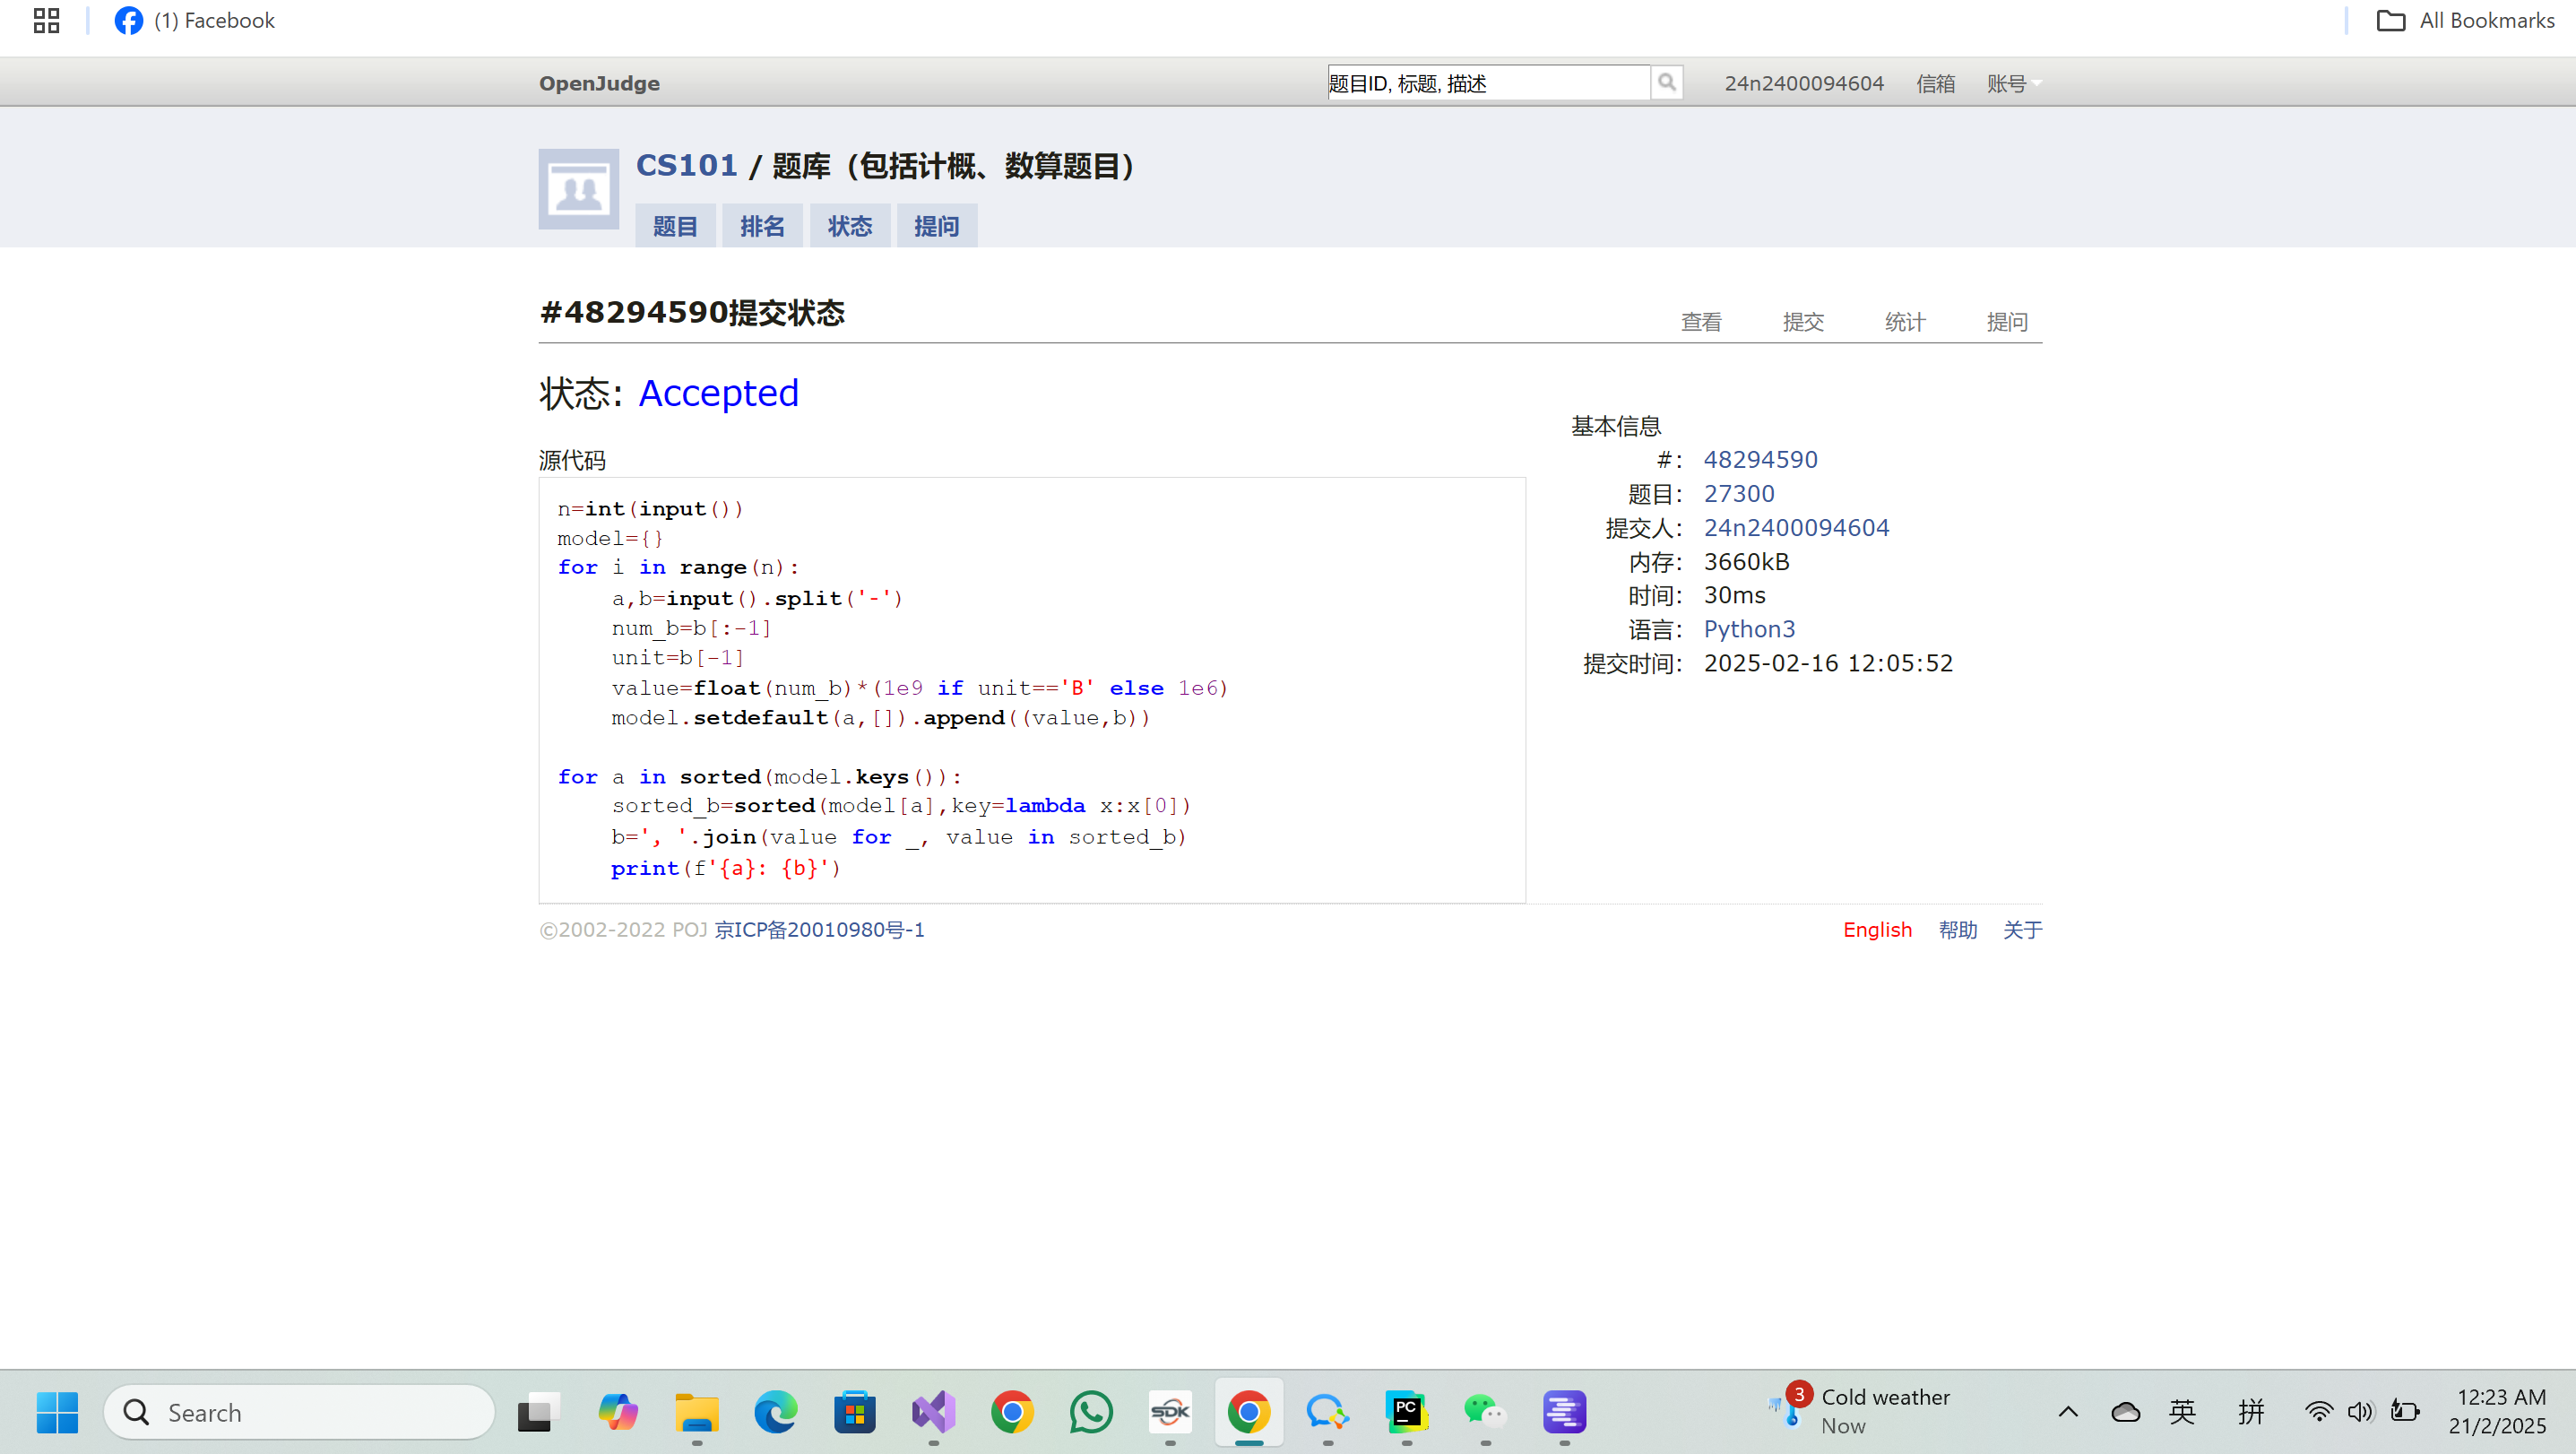 (1) Facebook
All Bookmarks
OpenJudge
题目ID, 标题, 描述
24n2400094604
信箱
账号
CS101 / 题库（包括计概、数算题目）
题目
排名
状态
提问
#48294590提交状态
查看
提交
统计
提问
状态: Accepted
源代码
n=int(input())
model={}
for i in range(n):
    a,b=input().split('-')
    num_b=b[:-1]
    unit=b[-1]
    value=float(num_b)*(1e9 if unit=='B' else 1e6)
    model.setdefault(a,[]).append((value,b))
for a in sorted(model.keys()):
    sorted_b=sorted(model[a],key=lambda x:x[0])
    b=', '.join(value for _, value in sorted_b)
    print(f'{a}: {b}')
基本信息
#: 48294590
题目: 27300
提交人: 24n2400094604
内存: 3660kB
时间: 30ms
语言: Python3
提交时间: 2025-02-16 12:05:52
©2002-2022 POJ 京ICP备20010980号-1
English
帮助
关于
Search
SDK
PC
3
Cold weather
Now
英
拼
12:23 AM
21/2/2025